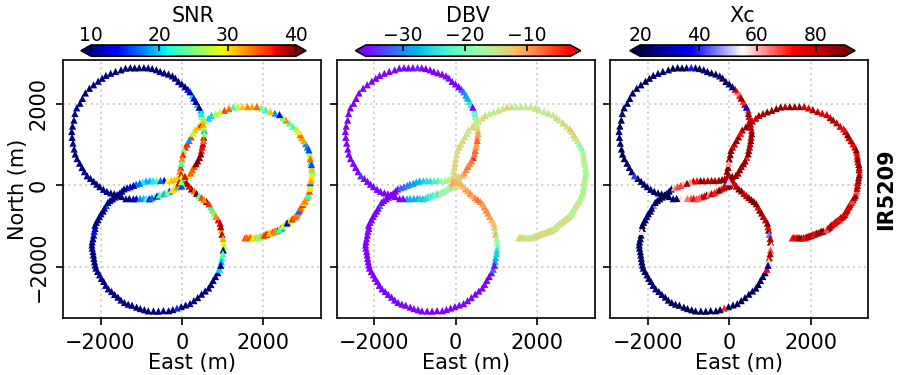 SNR DBV Xc
10 20 30 40 −30 −20 −10 20 40 60 80
2000
0
−2000
North (m)
IR5209
−2000 0 2000 −2000 0 2000 −2000 0 2000
East (m) East (m) East (m)